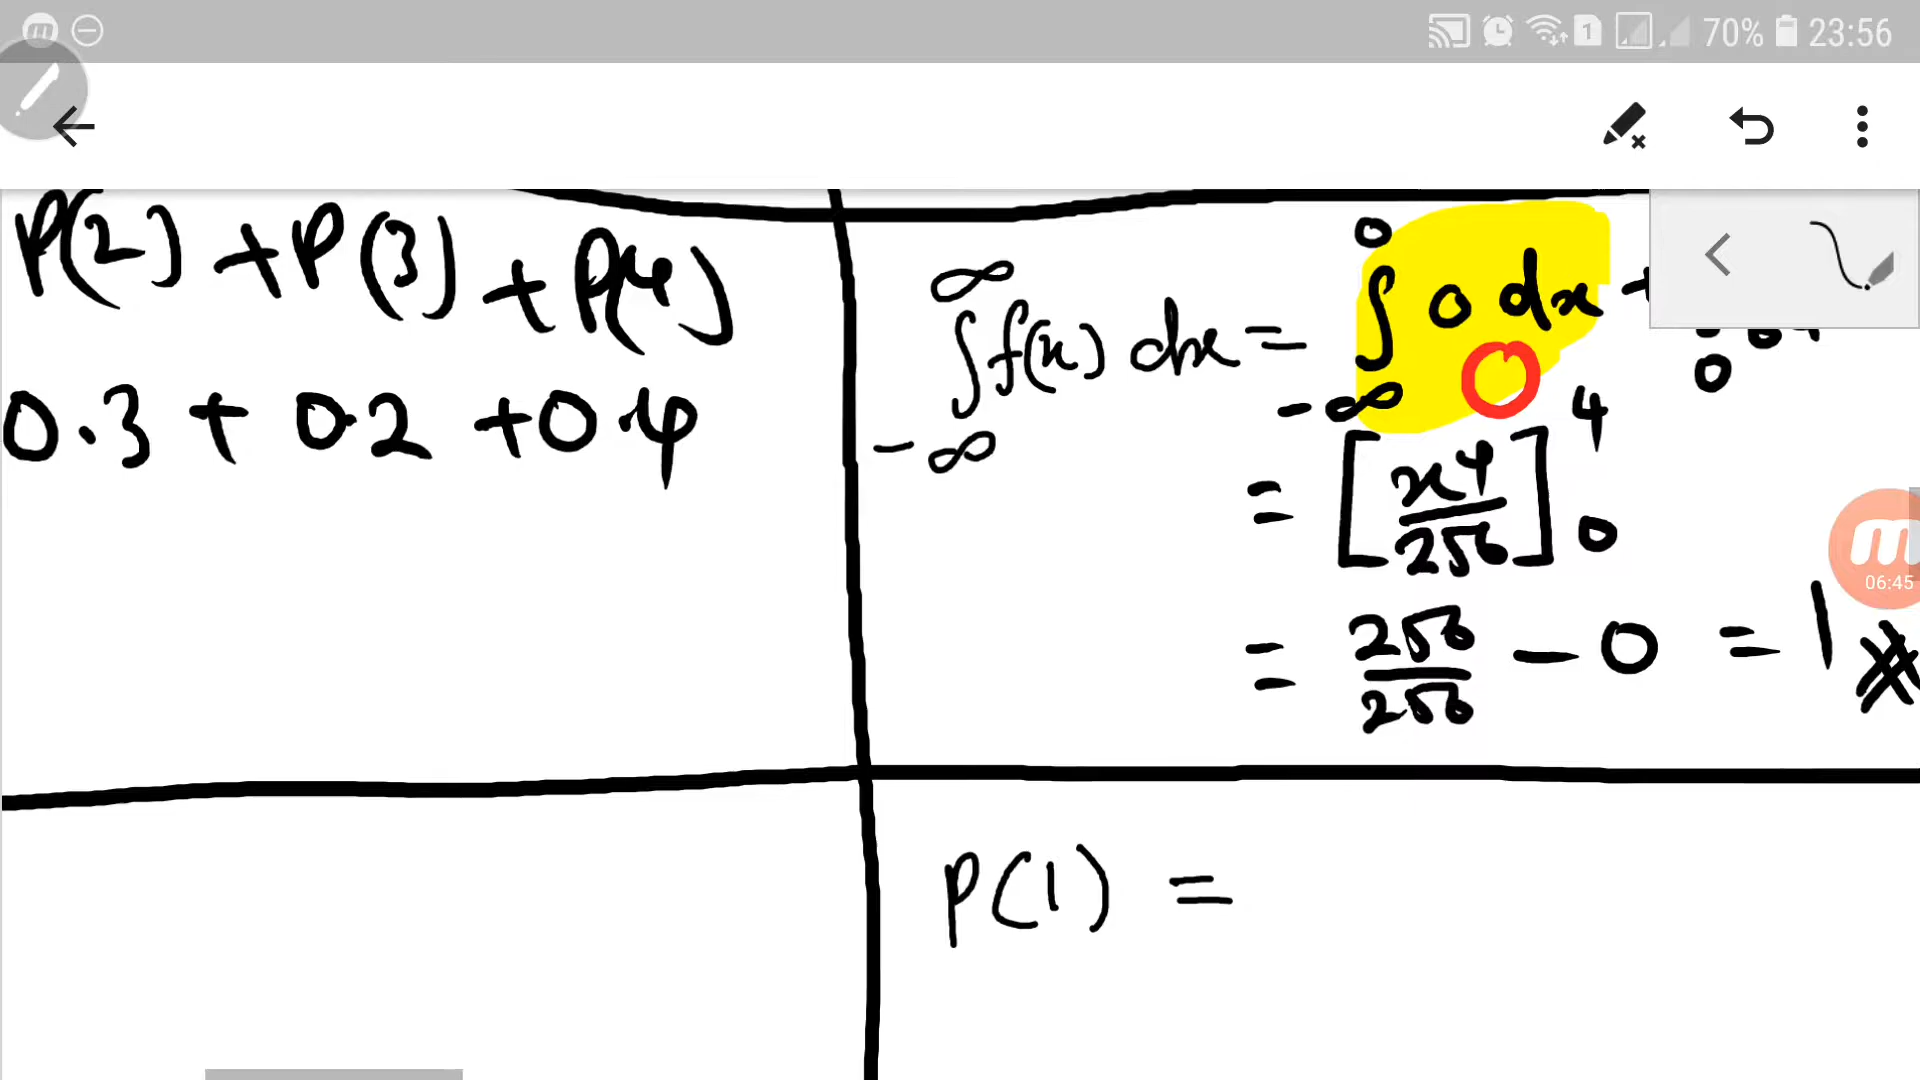 70% 23:56
P(2) + P(3) + P(4)
0.3 + 0.2 + 0.4
∞
∫ f(x) dx =
-∞
0
∫ 0 dx +
-∞
0
0
= [x⁴/256]
4
0
= 256/256 - 0 = 1
06:45
P(1) =